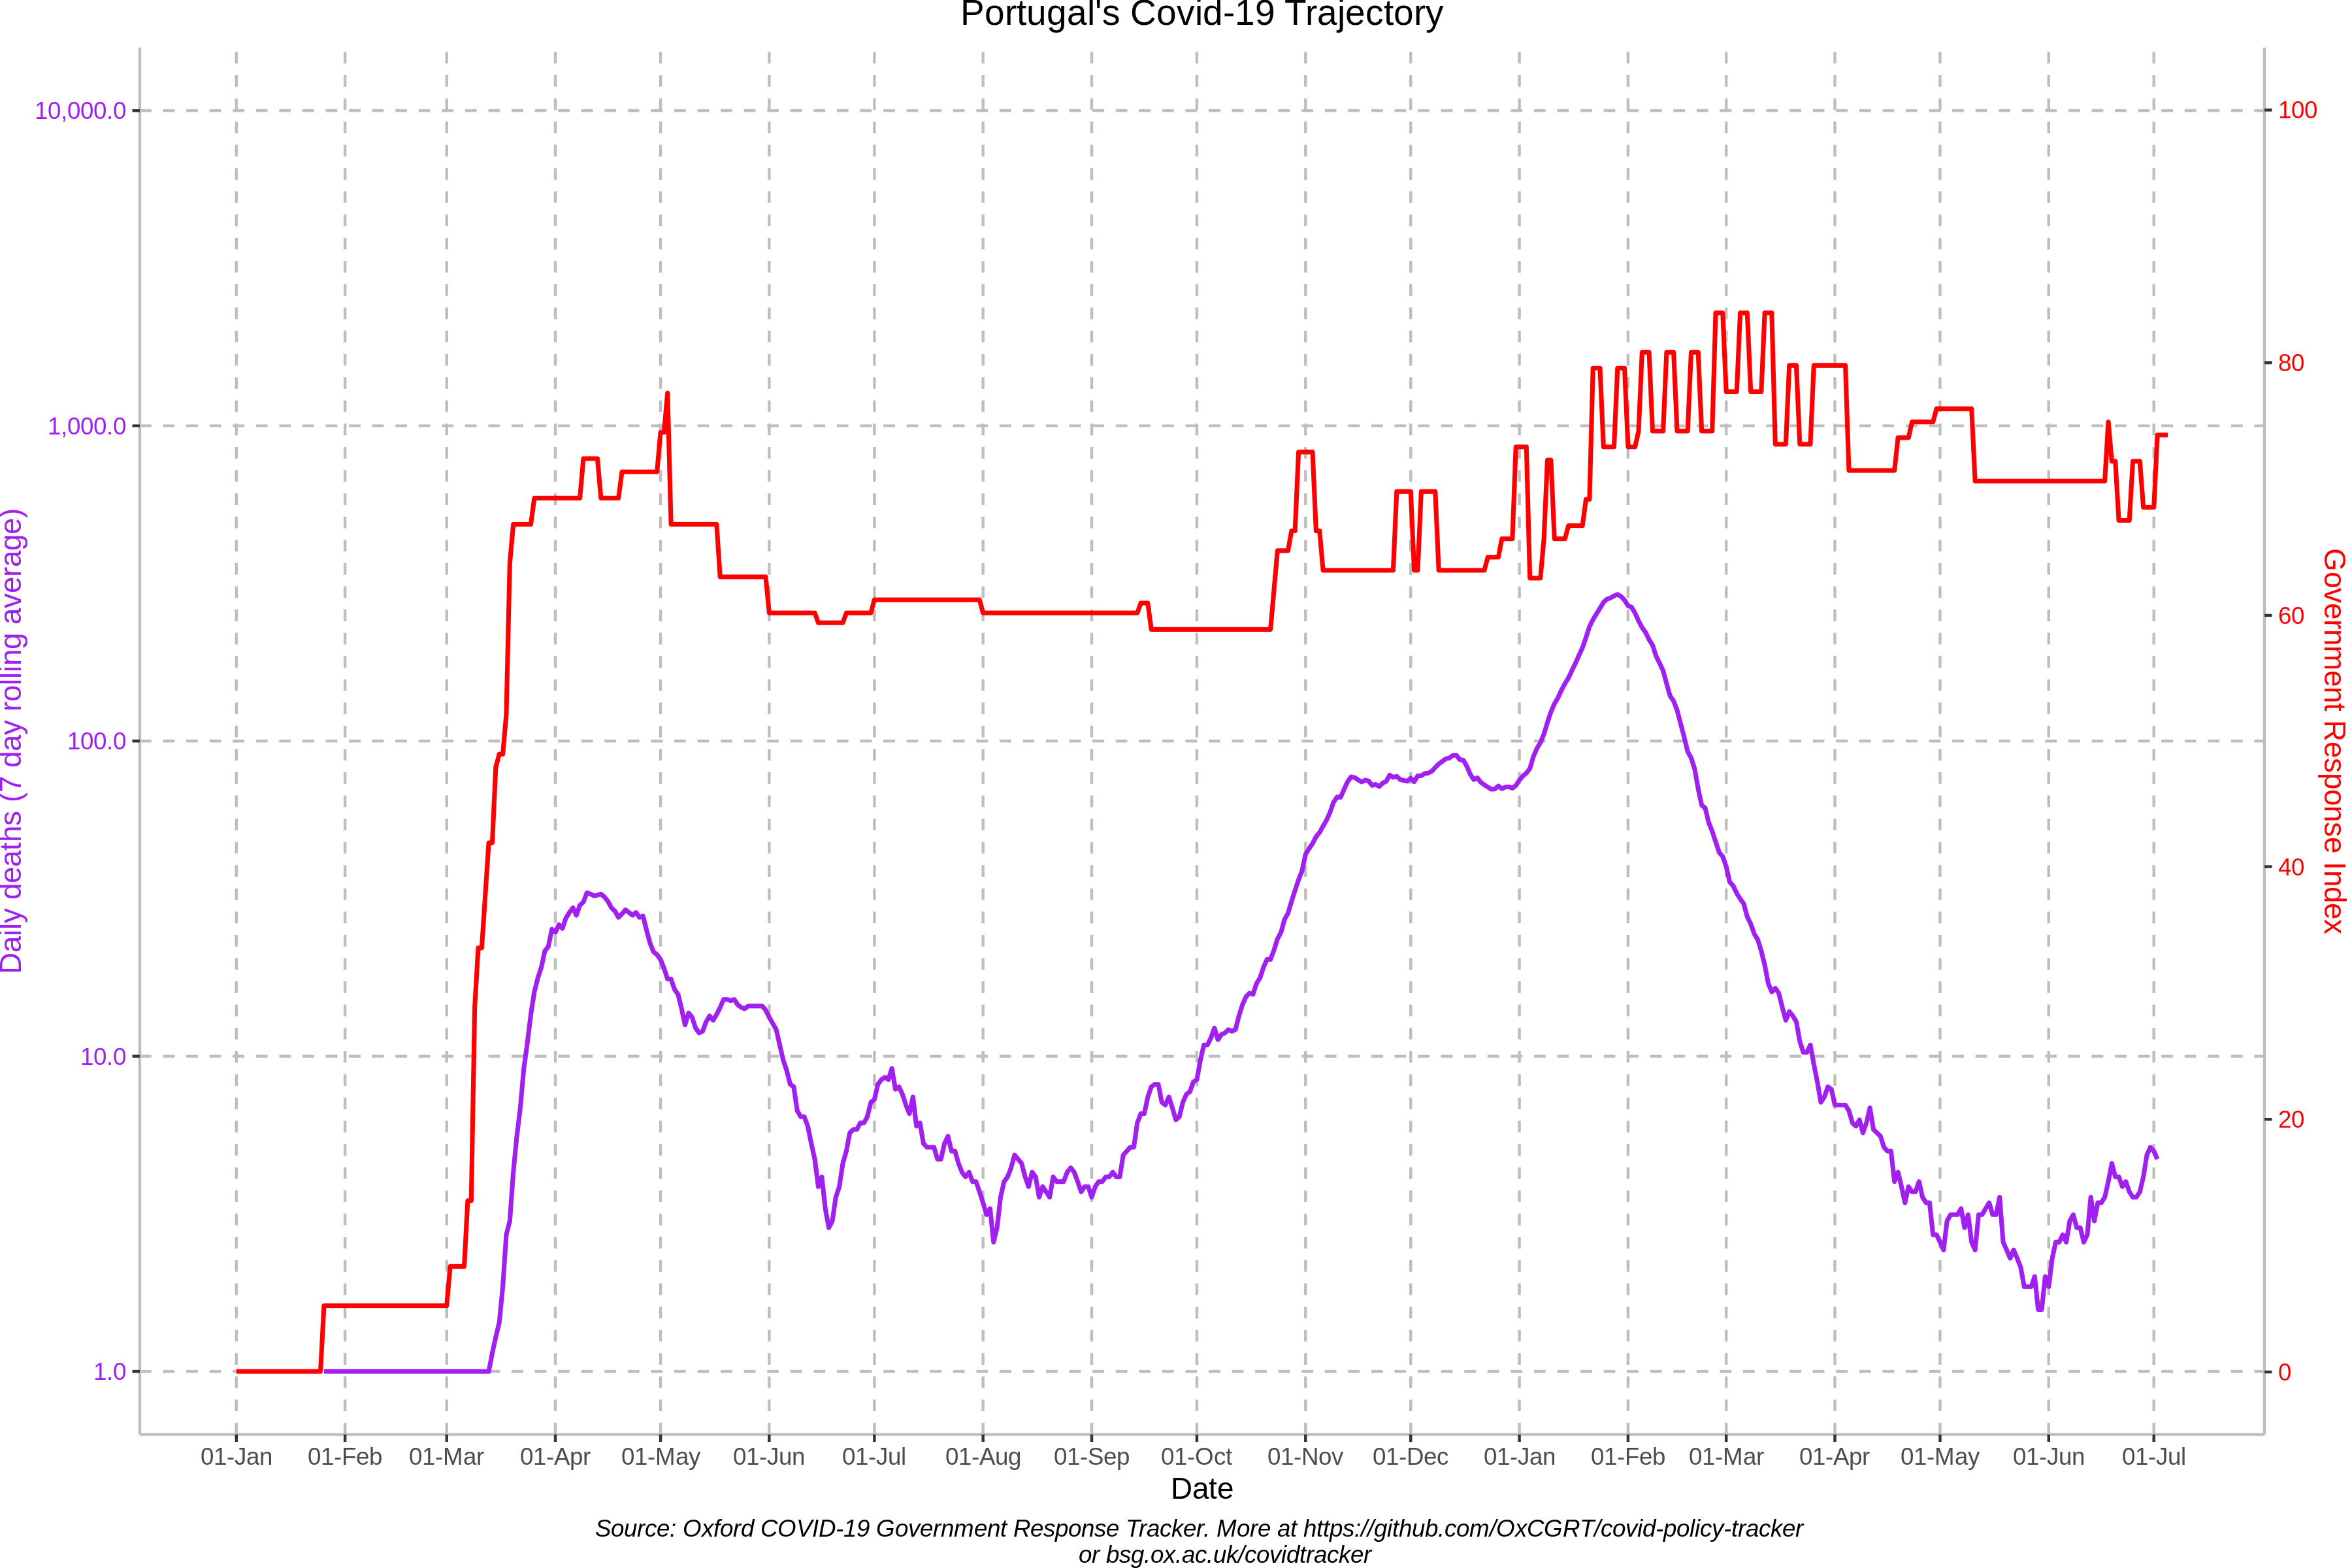 Portugal's Covid-19 Trajectory
10,000.0
1,000.0
100.0
10.0
1.0
Daily deaths (7 day rolling average)
100
80
60
40
20
0
Government Response Index
01-Jan 01-Feb 01-Mar 01-Apr 01-May 01-Jun 01-Jul 01-Aug 01-Sep 01-Oct 01-Nov 01-Dec 01-Jan 01-Feb 01-Mar 01-Apr 01-May 01-Jun 01-Jul
Date
Source: Oxford COVID-19 Government Response Tracker. More at https://github.com/OxCGRT/covid-policy-tracker
or bsg.ox.ac.uk/covidtracker